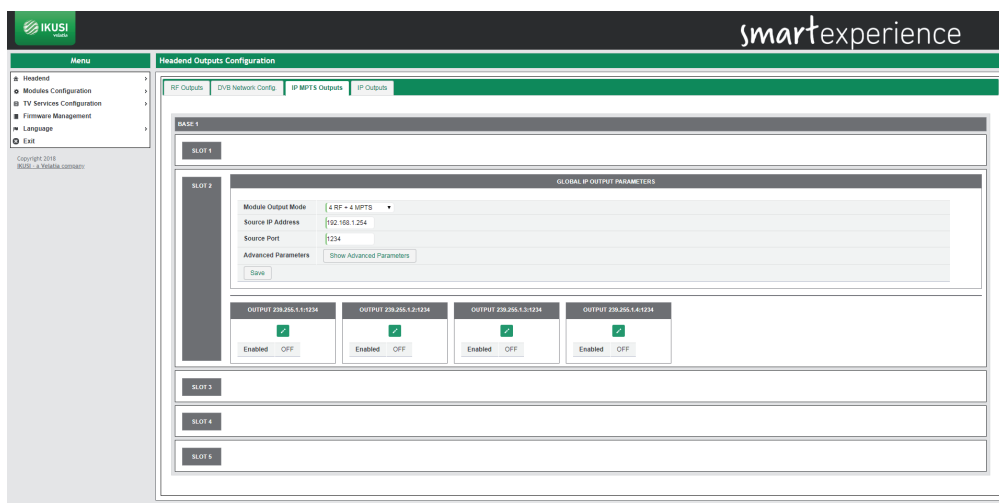 IKUSI
Velatia
smartexperience
Menu
Headend
Modules Configuration
TV Services Configuration
Firmware Management
Language
Exit
Copyright 2016
IKUSI - a Velatia company
Headend Outputs Configuration
RF Outputs
DVB Network Config.
IP MPTS Outputs
IP Outputs
BASE 1
SLOT 1
SLOT 2
GLOBAL IP OUTPUT PARAMETERS
Module Output Mode 4 RF + 4 MPTS
Source IP Address 192.168.1.254
Source Port 1234
Advanced Parameters Show Advanced Parameters
Save
OUTPUT 239.255.1.1:1234
Enabled OFF
OUTPUT 239.255.1.2:1234
Enabled OFF
OUTPUT 239.255.1.3:1234
Enabled OFF
OUTPUT 239.255.1.4:1234
Enabled OFF
SLOT 3
SLOT 4
SLOT 5